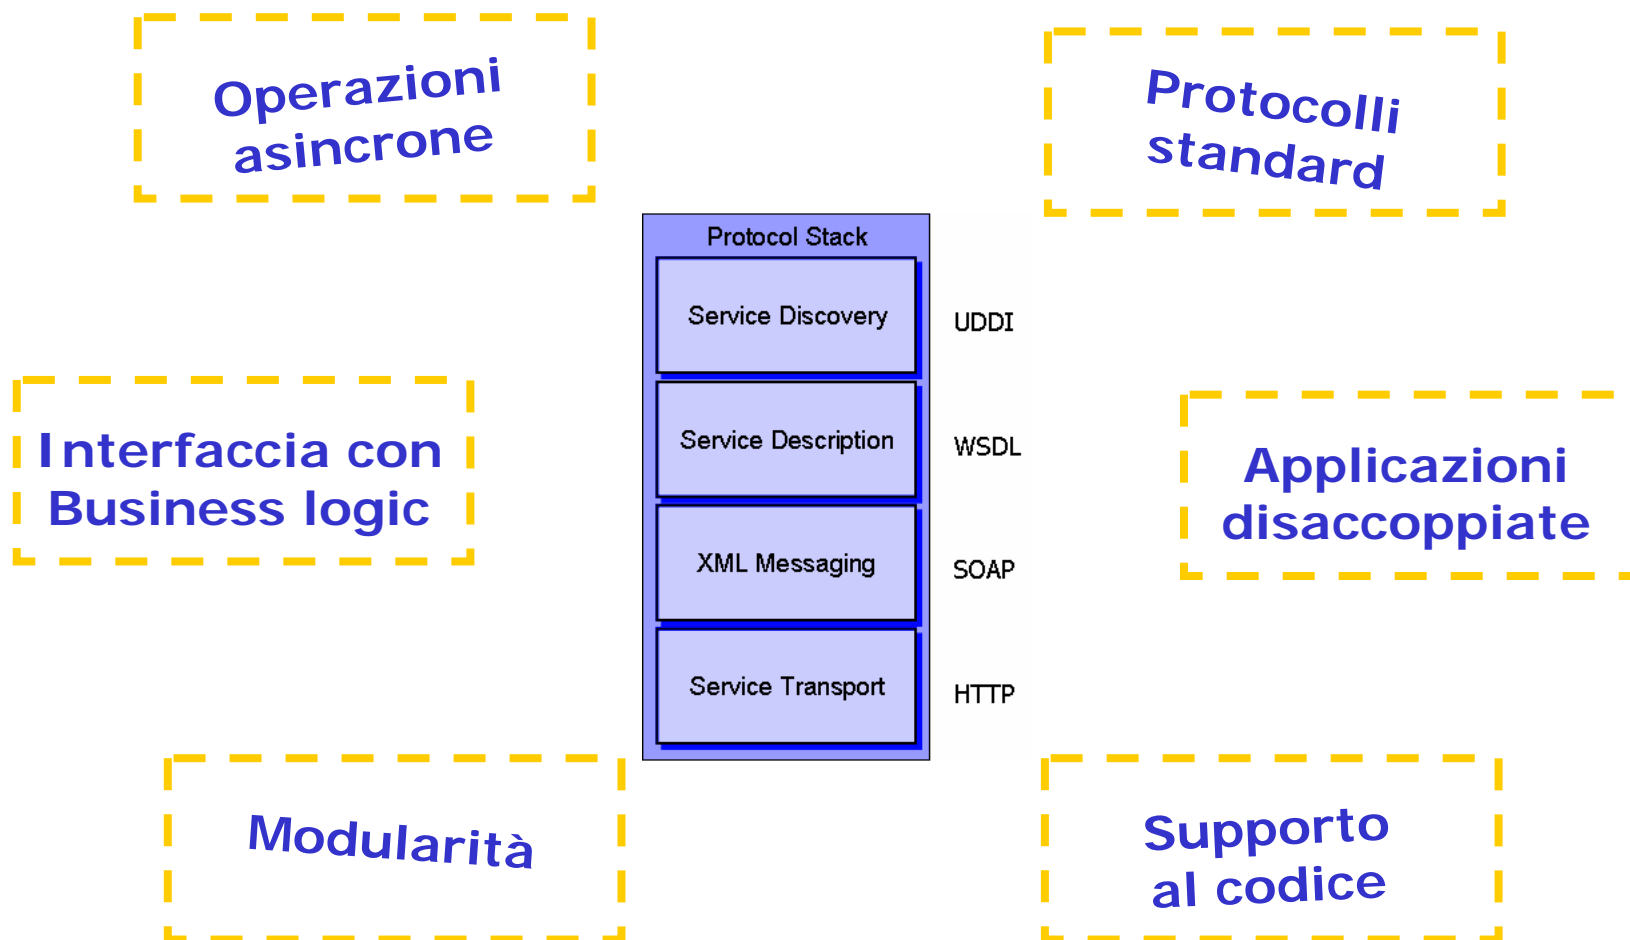 Operazioni
asincrone
Protocolli
standard
Protocol Stack
Service Discovery
UDDI
Interfaccia con
Business logic
Service Description
WSDL
Applicazioni
disaccoppiate
XML Messaging
SOAP
Service Transport
HTTP
Modularità
Supporto
al codice